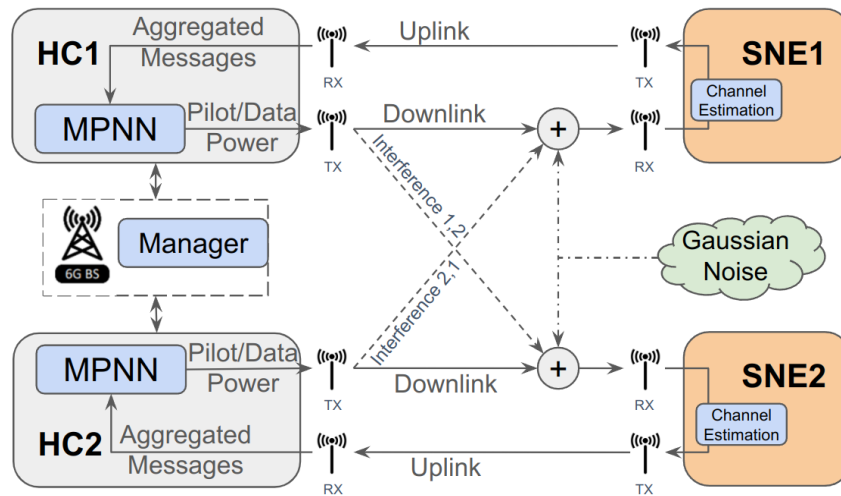 HC1
Aggregated
Messages
MPNN
Pilot/Data
Power
RX
Uplink
TX
SNE1
Channel
Estimation
TX
Downlink
+
RX
Interference 1,2
6G BS
Manager
Interference 2,1
Gaussian
Noise
MPNN
Pilot/Data
Power
TX
Downlink
+
RX
SNE2
Channel
Estimation
HC2
Aggregated
Messages
RX
Uplink
TX